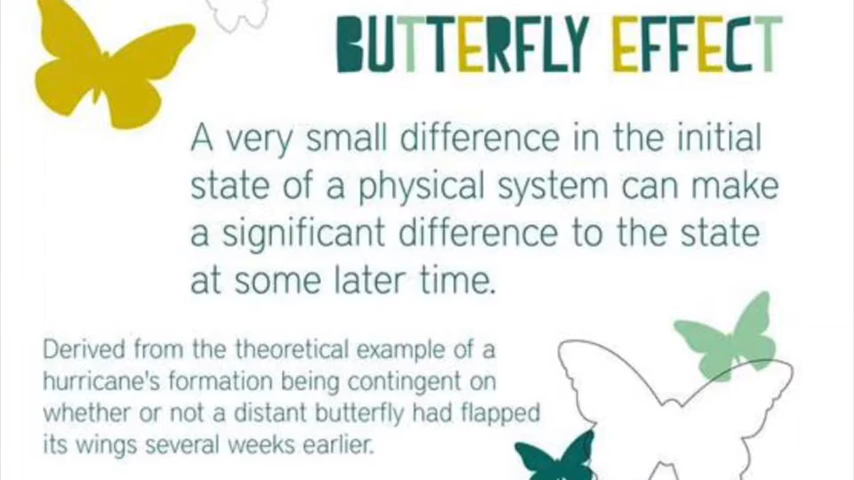 BUTTERFLY EFFECT
A very small difference in the initial
state of a physical system can make
a significant difference to the state
at some later time.
Derived from the theoretical example of a
hurricane's formation being contingent on
whether or not a distant butterfly had flapped
its wings several weeks earlier.